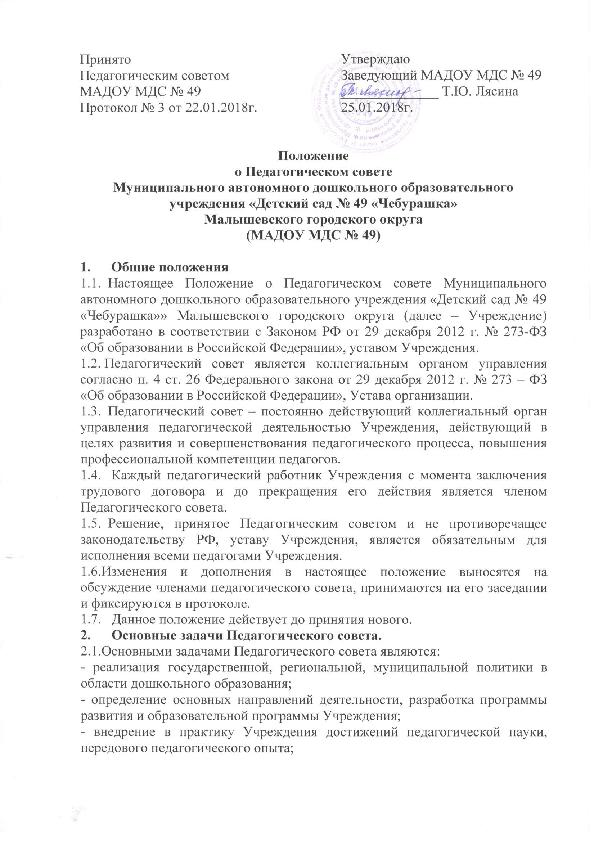 Принято
Педагогическим советом
МАДОУ МДС № 49
Протокол № 3 от 22.01.2018г.
Утверждаю
Заведующий МАДОУ МДС № 49
Т.Ю. Лясина
25.01.2018г.
Положение
о Педагогическом совете
Муниципального автономного дошкольного образовательного
учреждения «Детский сад № 49 «Чебурашка»
Малышевского городского округа
(МАДОУ МДС № 49)
1. Общие положения
1.1. Настоящее Положение о Педагогическом совете Муниципального
автономного дошкольного образовательного учреждения «Детский сад № 49
«Чебурашка»» Малышевского городского округа (далее – Учреждение)
разработано в соответствии с Законом РФ от 29 декабря 2012 г. № 273-ФЗ
«Об образовании в Российской Федерации», уставом Учреждения.
1.2. Педагогический совет является коллегиальным органом управления
согласно п. 4 ст. 26 Федерального закона от 29 декабря 2012 г. № 273 – ФЗ
«Об образовании в Российской Федерации», Устава организации.
1.3. Педагогический совет – постоянно действующий коллегиальный орган
управления педагогической деятельностью Учреждения, действующий в
целях развития и совершенствования педагогического процесса, повышения
профессиональной компетенции педагогов.
1.4. Каждый педагогический работник Учреждения с момента заключения
трудового договора и до прекращения его действия является членом
Педагогического совета.
1.5. Решение, принятое Педагогическим советом и не противоречащее
законодательству РФ, уставу Учреждения, является обязательным для
исполнения всеми педагогами Учреждения.
1.6.Изменения и дополнения в настоящее положение выносятся на
обсуждение членами педагогического совета, принимаются на его заседании
и фиксируются в протоколе.
1.7. Данное положение действует до принятия нового.
2. Основные задачи Педагогического совета.
2.1.Основными задачами Педагогического совета являются:
- реализация государственной, региональной, муниципальной политики в
области дошкольного образования;
- определение основных направлений деятельности, разработка программы
развития и образовательной программы Учреждения;
- внедрение в практику Учреждения достижений педагогической науки,
передового педагогического опыта;